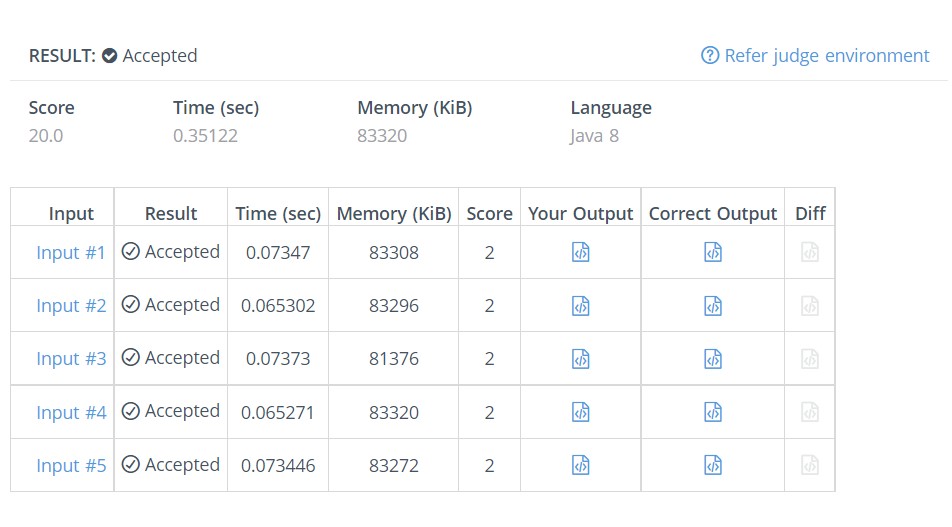 RESULT: Accepted Refer judge environment
Score Time (sec) Memory (KiB) Language
20.0 0.35122 83320 Java 8
Input Result Time (sec) Memory (KiB) Score Your Output Correct Output Diff
Input #1 Accepted 0.07347 83308 2
Input #2 Accepted 0.065302 83296 2
Input #3 Accepted 0.07373 81376 2
Input #4 Accepted 0.065271 83320 2
Input #5 Accepted 0.073446 83272 2